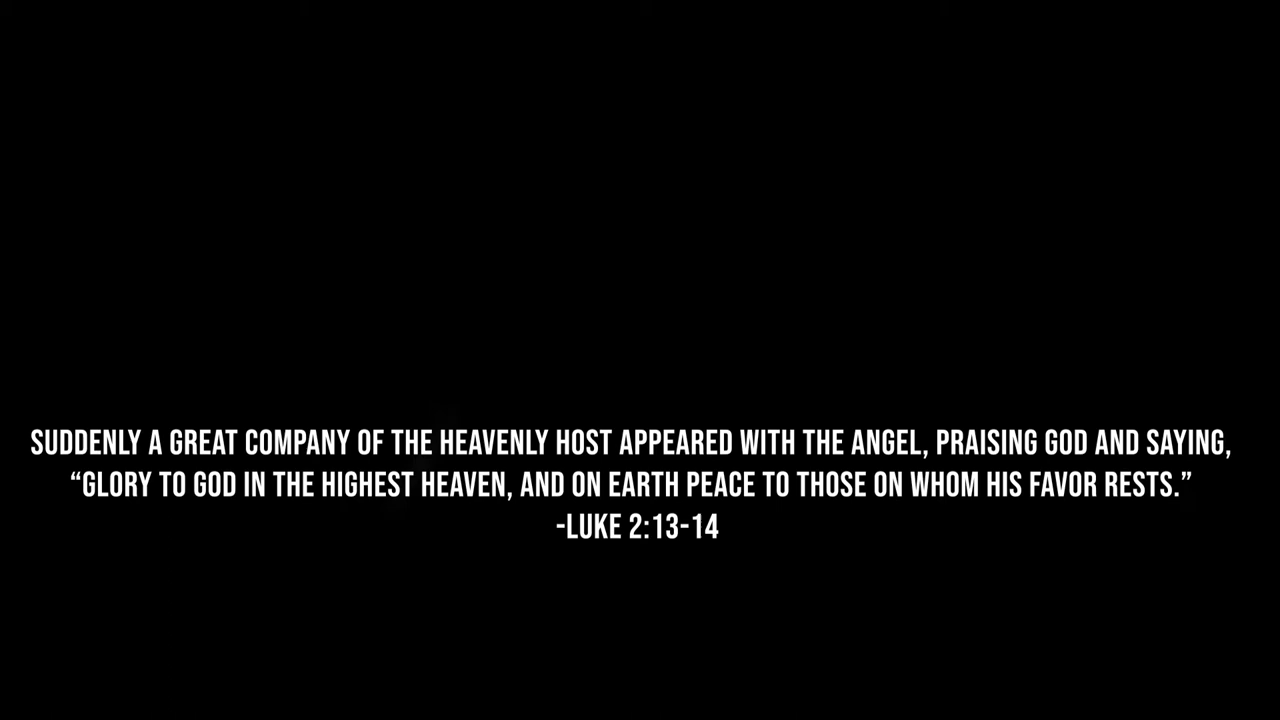 SUDDENLY A GREAT COMPANY OF THE HEAVENLY HOST APPEARED WITH THE ANGEL, PRAISING GOD AND SAYING,
“GLORY TO GOD IN THE HIGHEST HEAVEN, AND ON EARTH PEACE TO THOSE ON WHOM HIS FAVOR RESTS.”
-LUKE 2:13-14